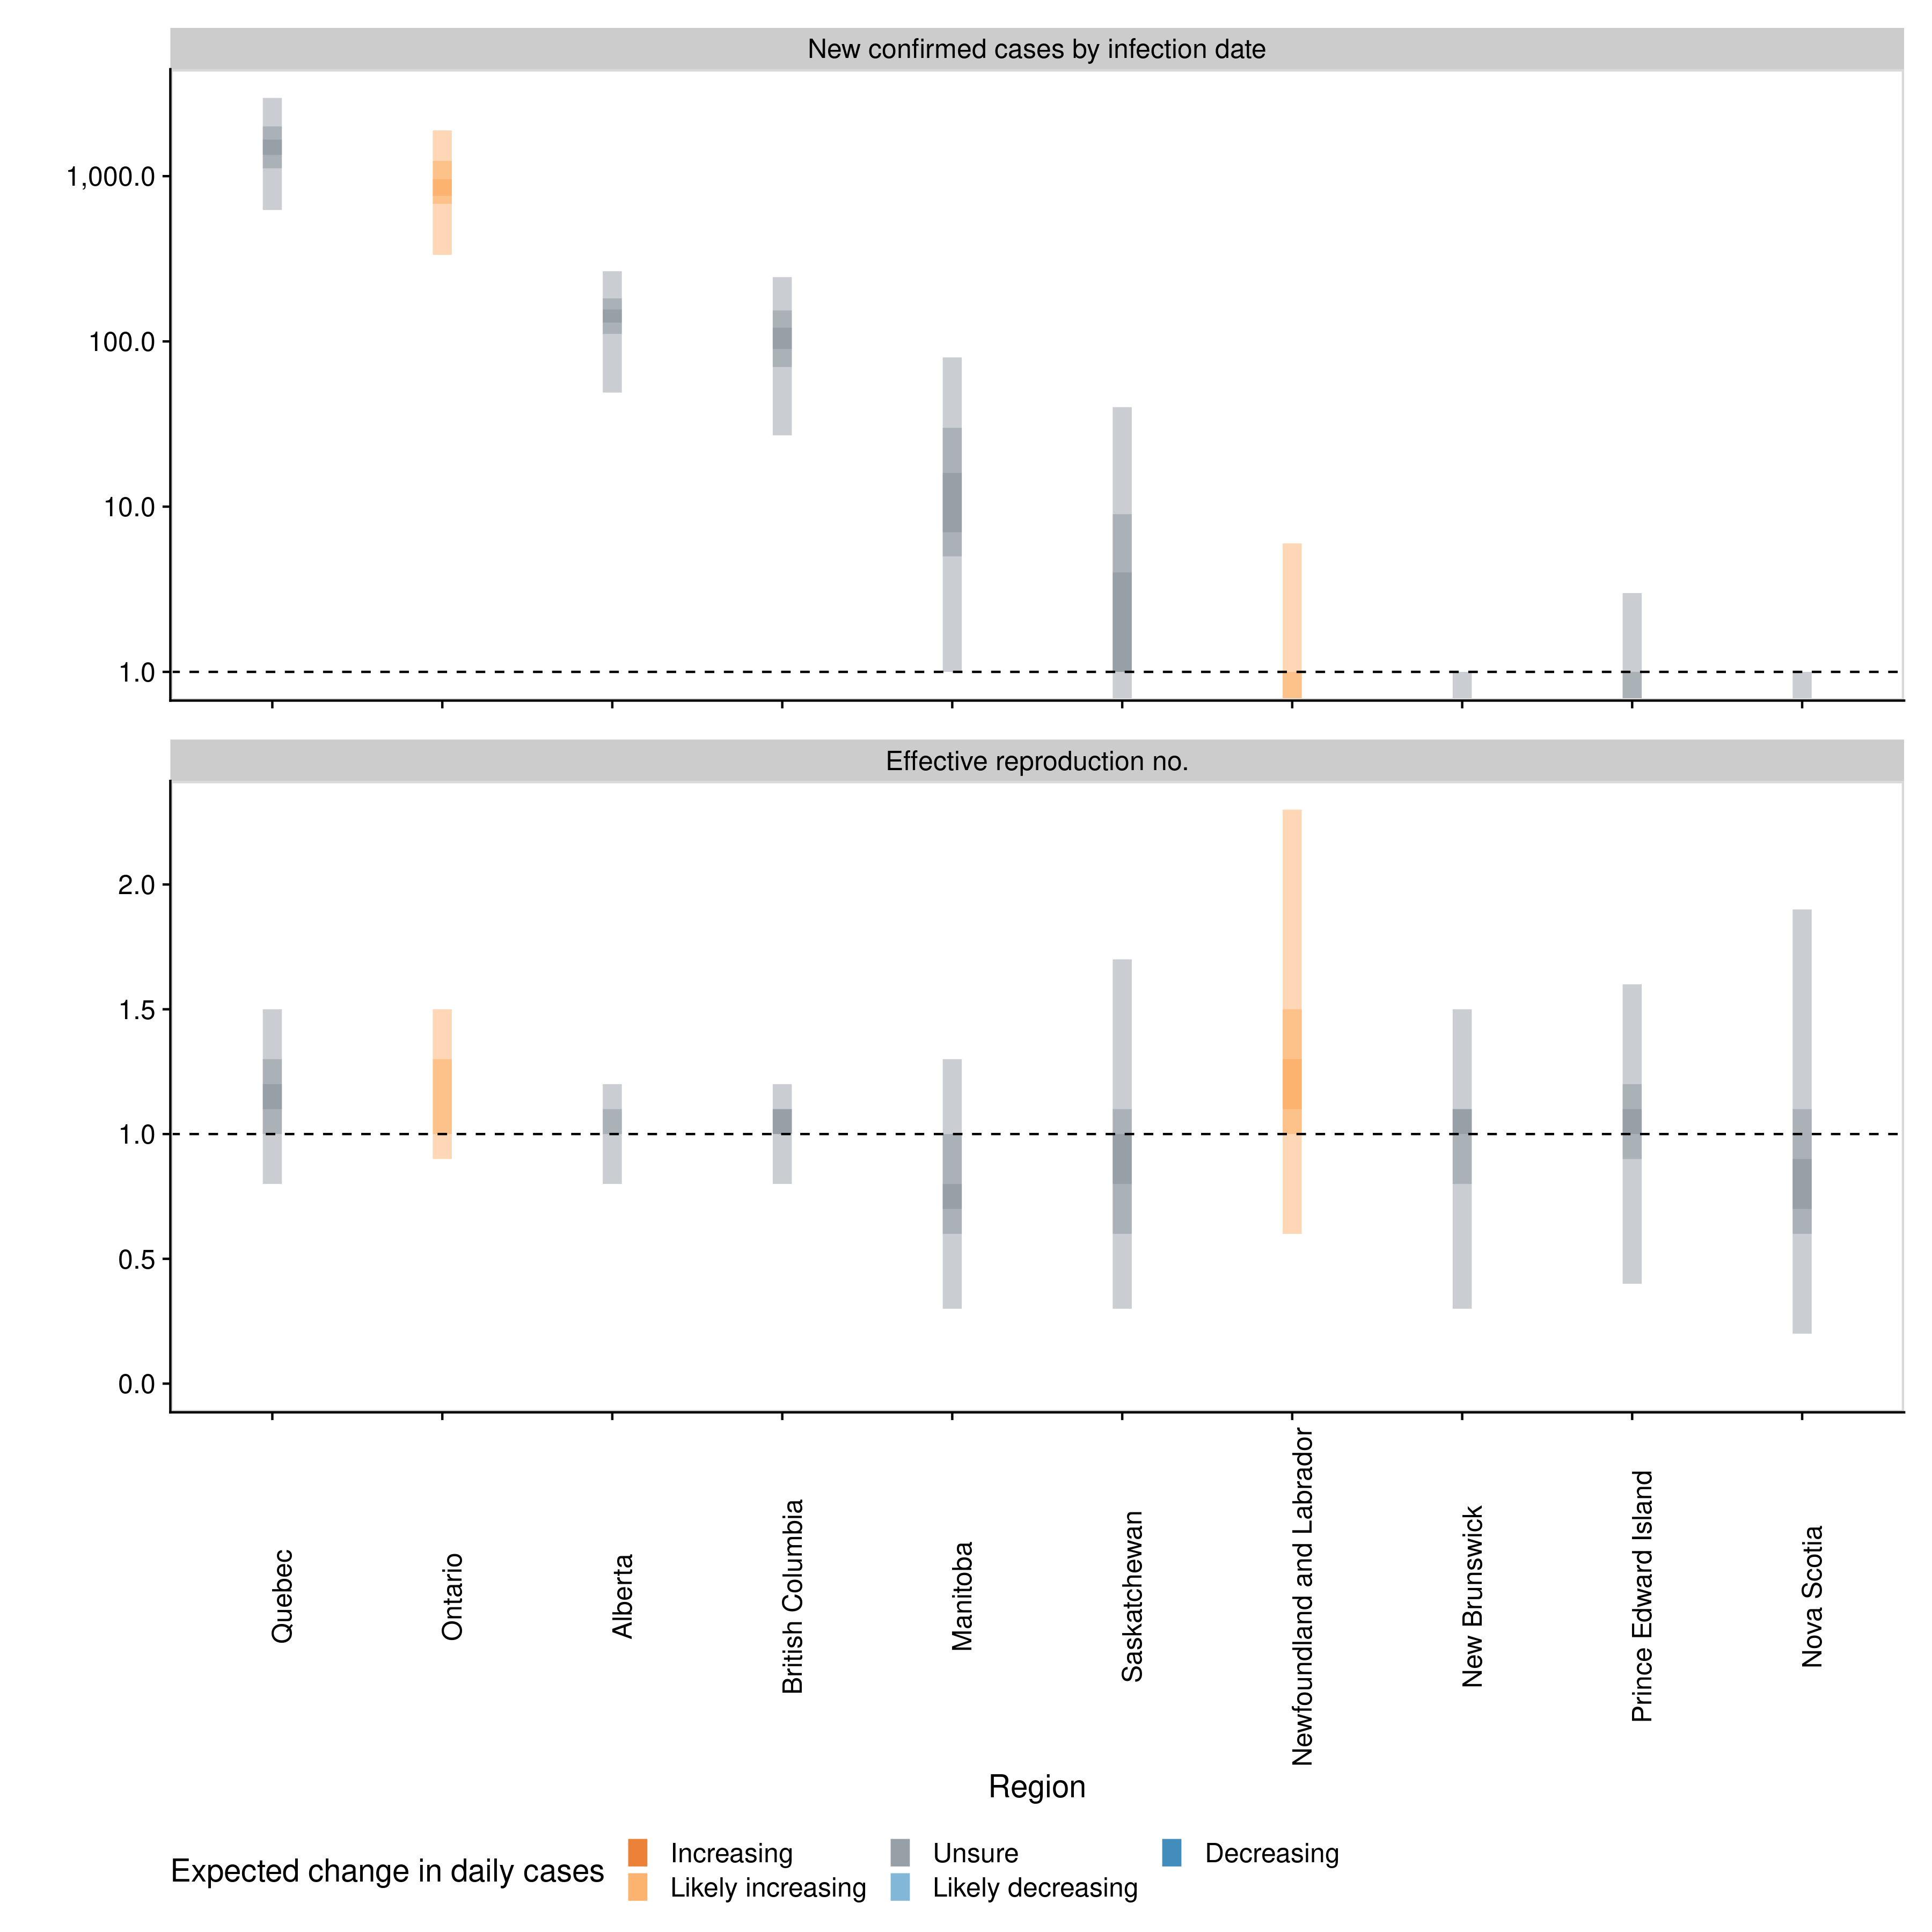 New confirmed cases by infection date
1,000.0
100.0
10.0
1.0
Effective reproduction no.
2.0
1.5
1.0
0.5
0.0
Quebec
Ontario
Alberta
British Columbia
Manitoba
Saskatchewan
Newfoundland and Labrador
New Brunswick
Prince Edward Island
Nova Scotia
Region
Expected change in daily cases
Increasing
Likely increasing
Unsure
Likely decreasing
Decreasing